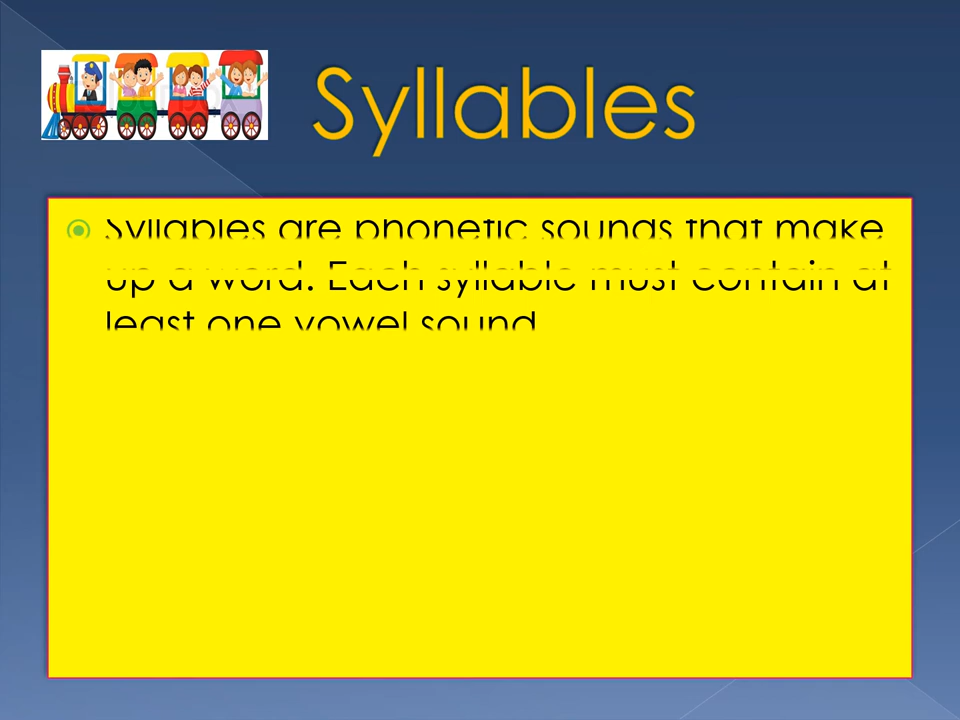 Syllables
Syllables are phonetic sounds that make
up a word. Each syllable must contain at
least one vowel sound